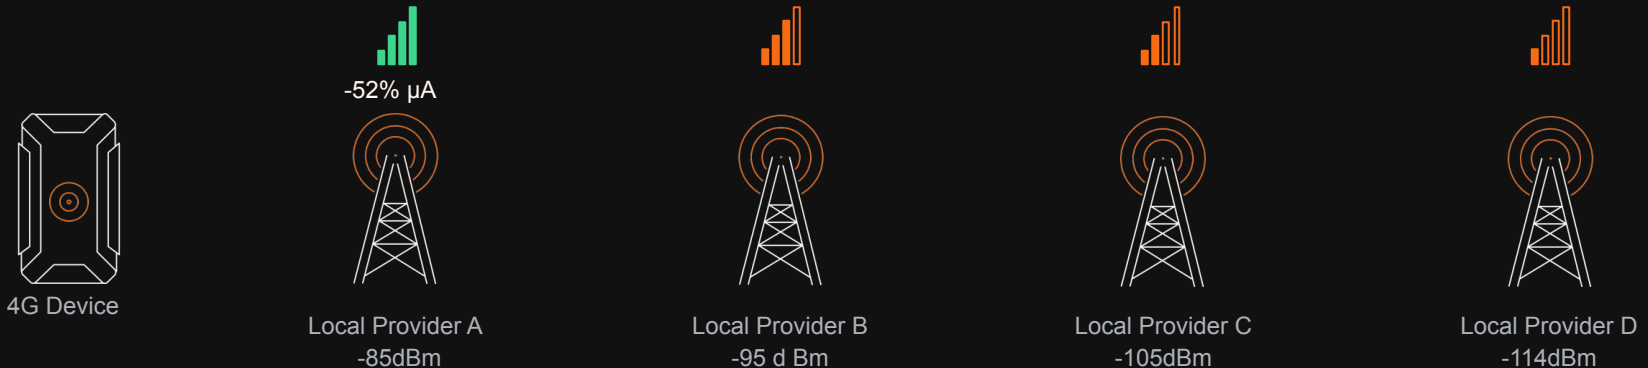 -52% µA
4G Device
Local Provider A
-85dBm
Local Provider B
-95 d Bm
Local Provider C
-105dBm
Local Provider D
-114dBm